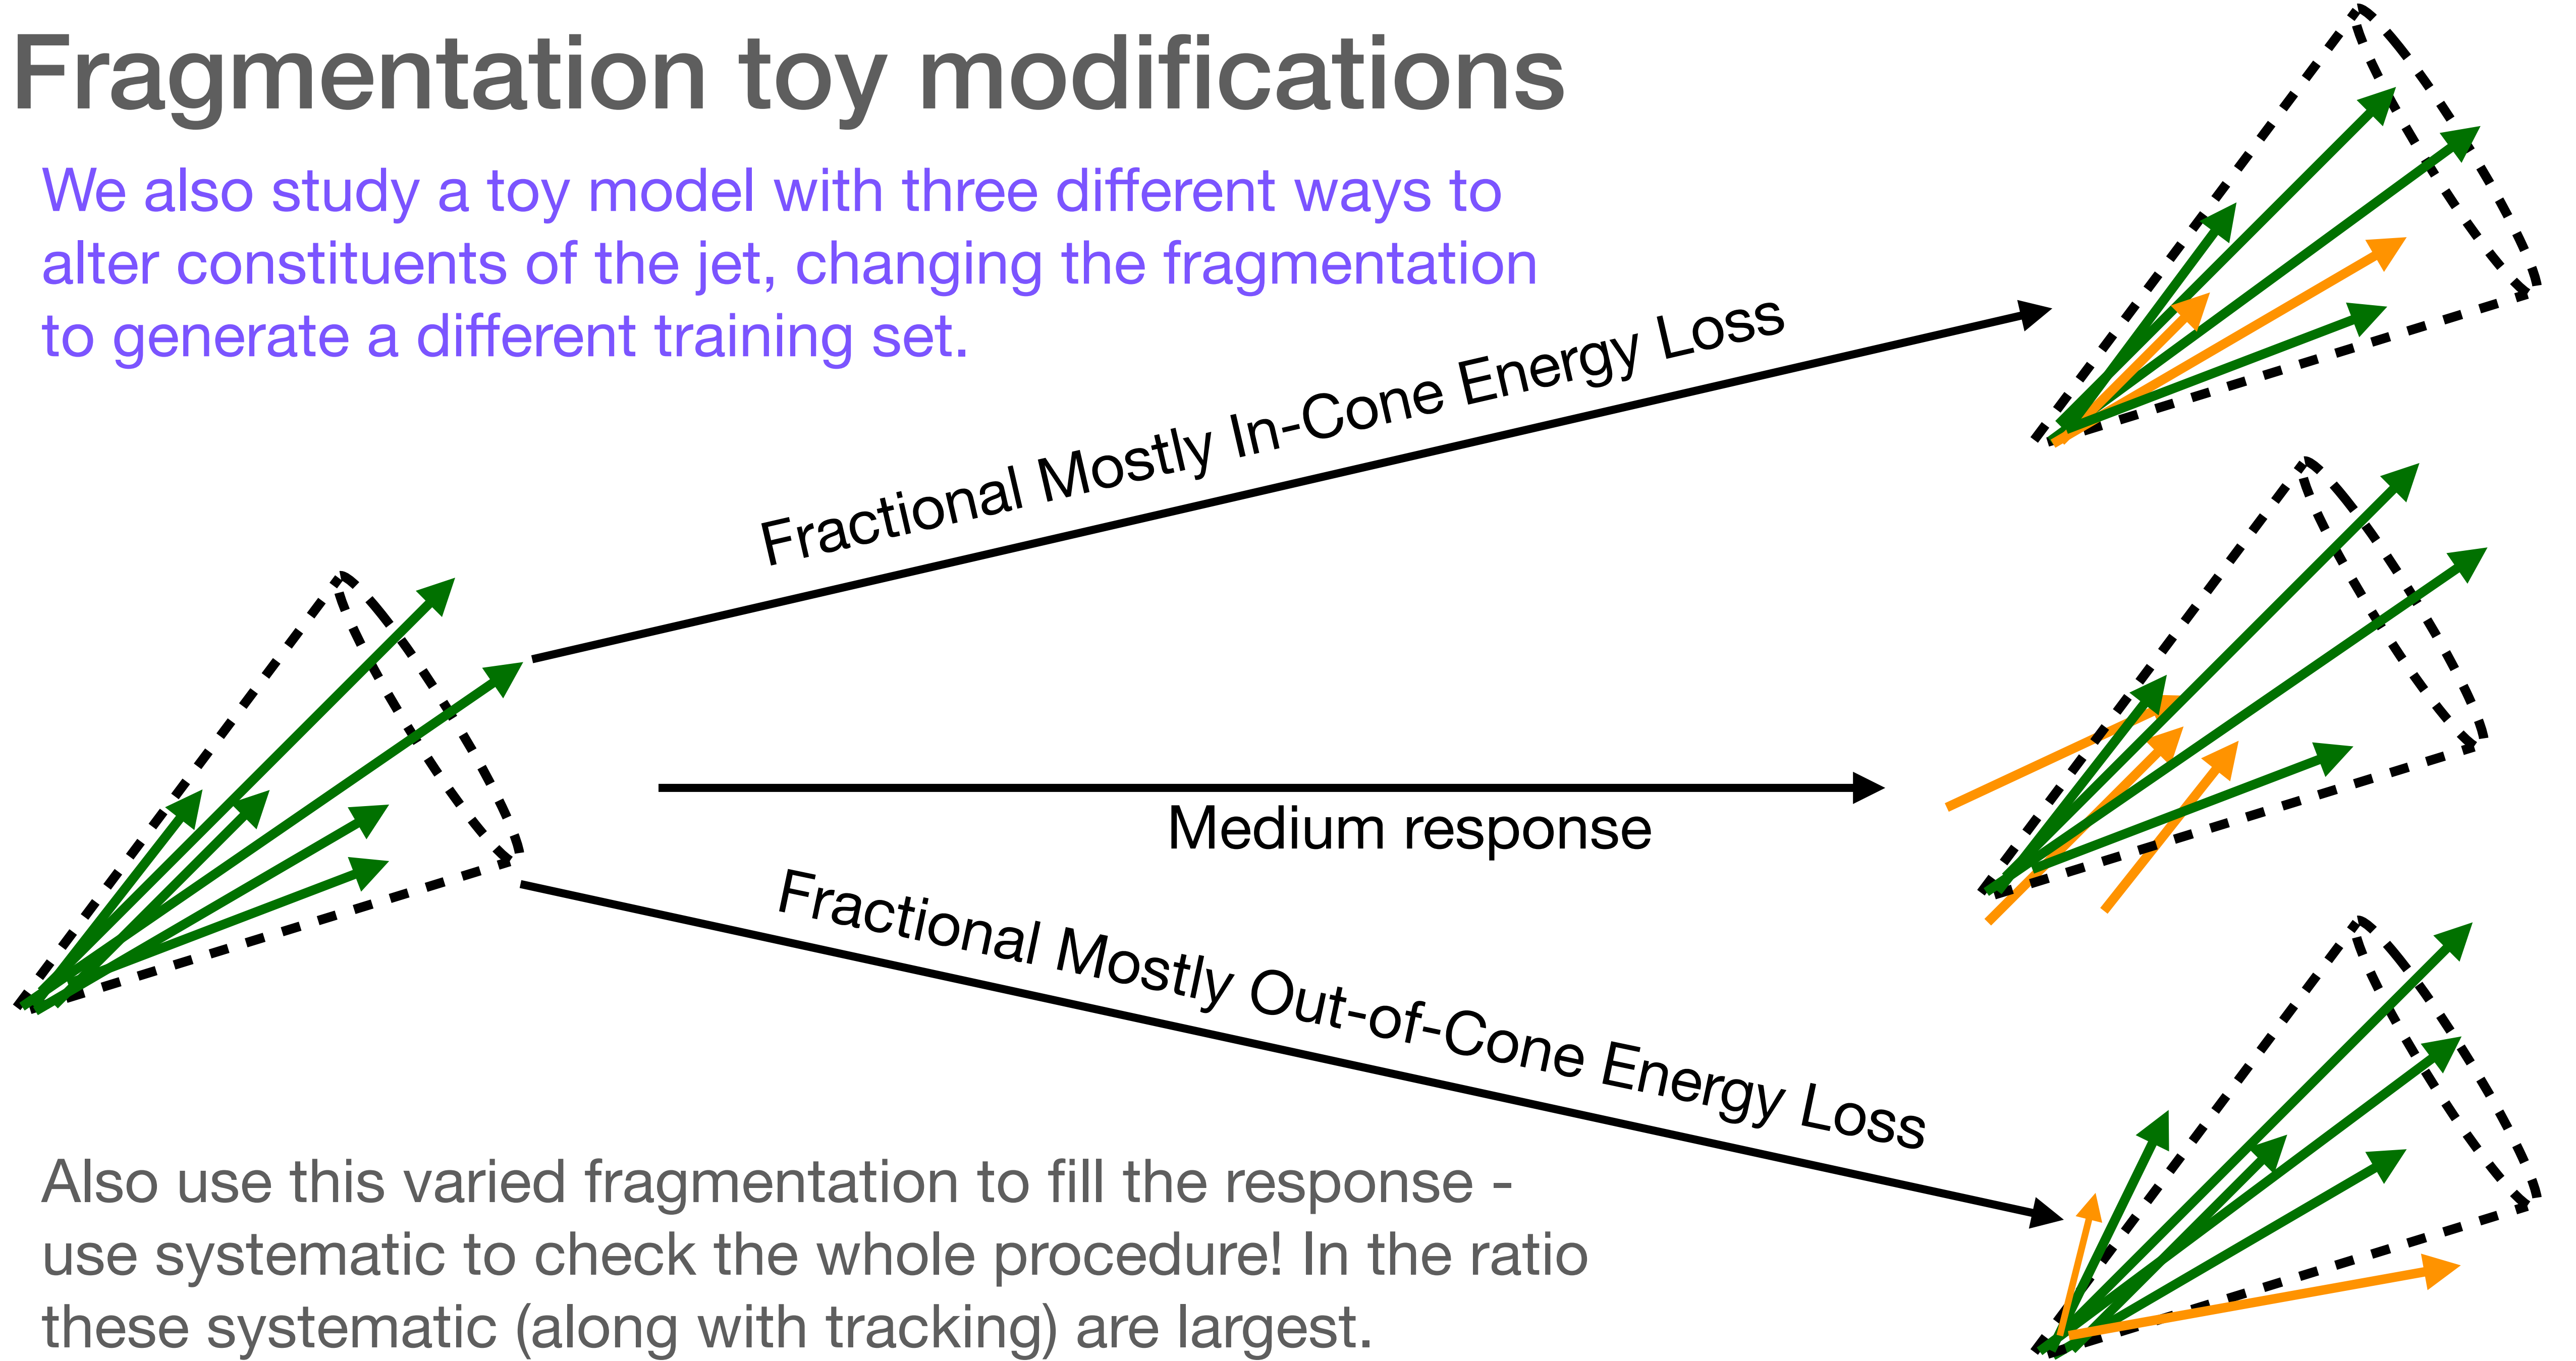 Fragmentation toy modifications
We also study a toy model with three different ways to
alter constituents of the jet, changing the fragmentation
to generate a different training set.
Fractional Mostly In-Cone Energy Loss
Medium response
Fractional Mostly Out-of-Cone Energy Loss
Also use this varied fragmentation to fill the response -
use systematic to check the whole procedure! In the ratio
these systematic (along with tracking) are largest.